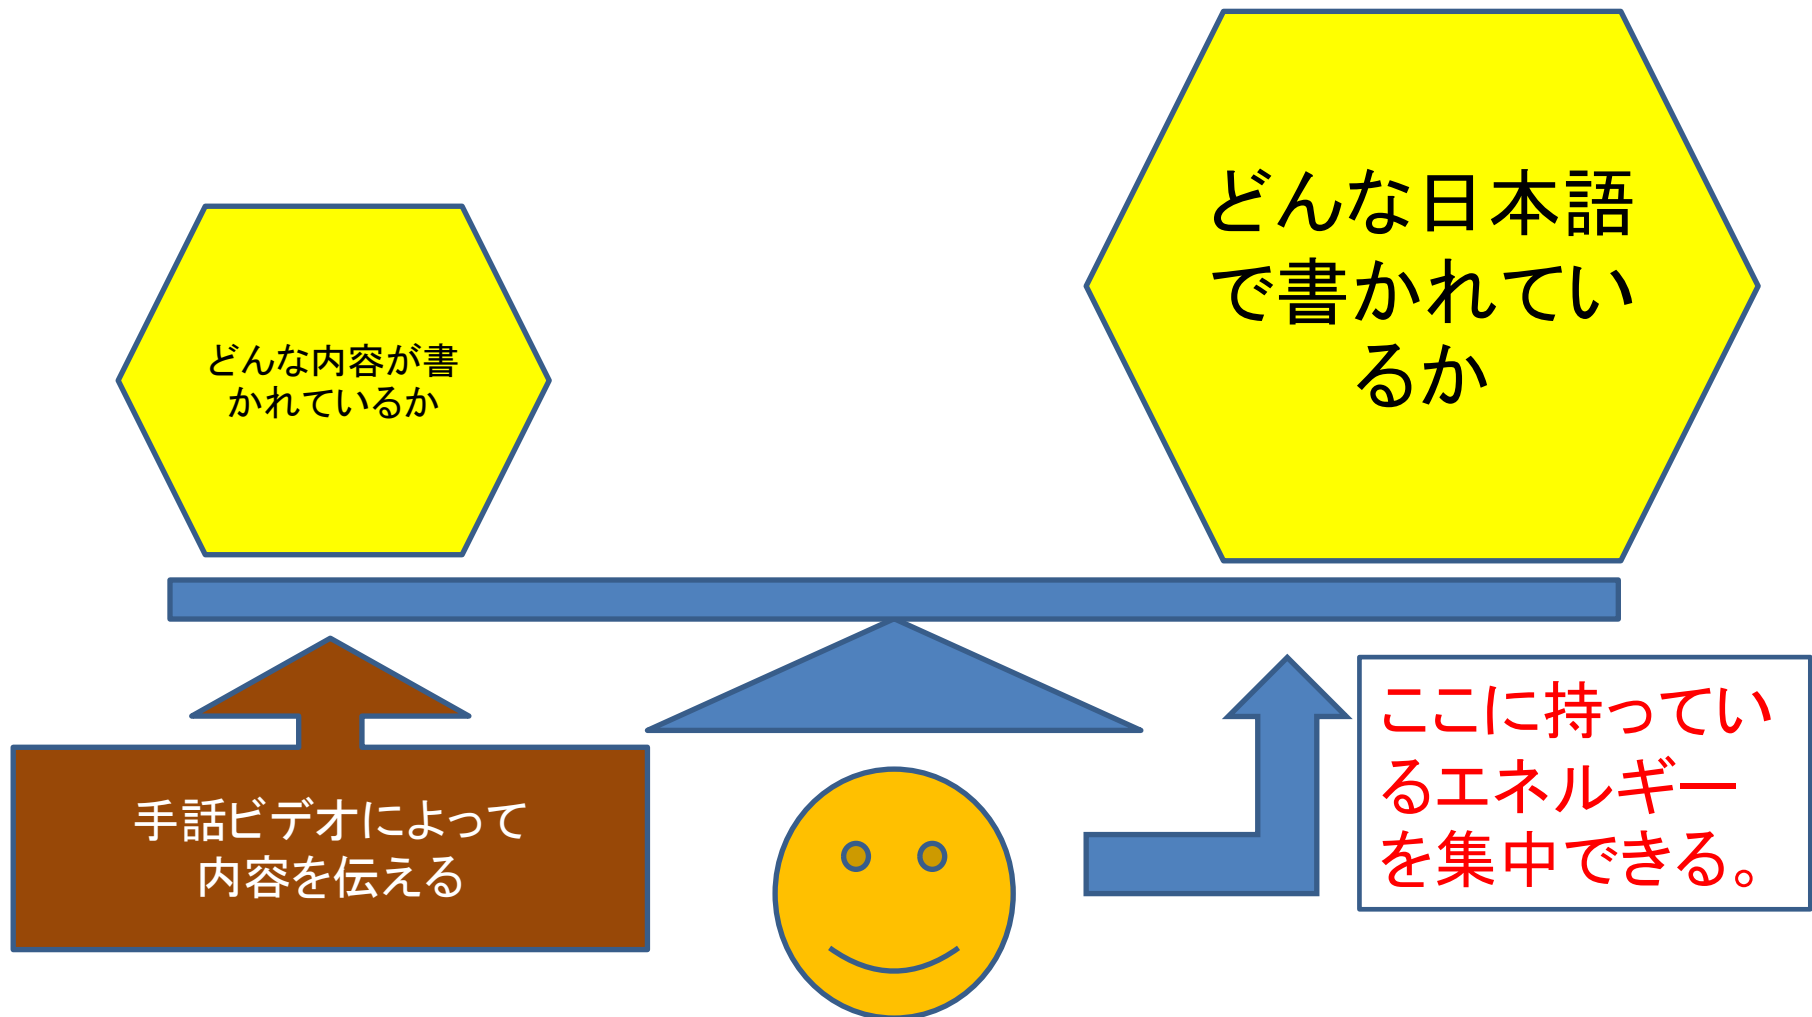 どんな内容が書
かれているか
どんな日本語
で書かれてい
るか
手話ビデオによって
内容を伝える
ここに持ってい
るエネルギー
を集中できる。